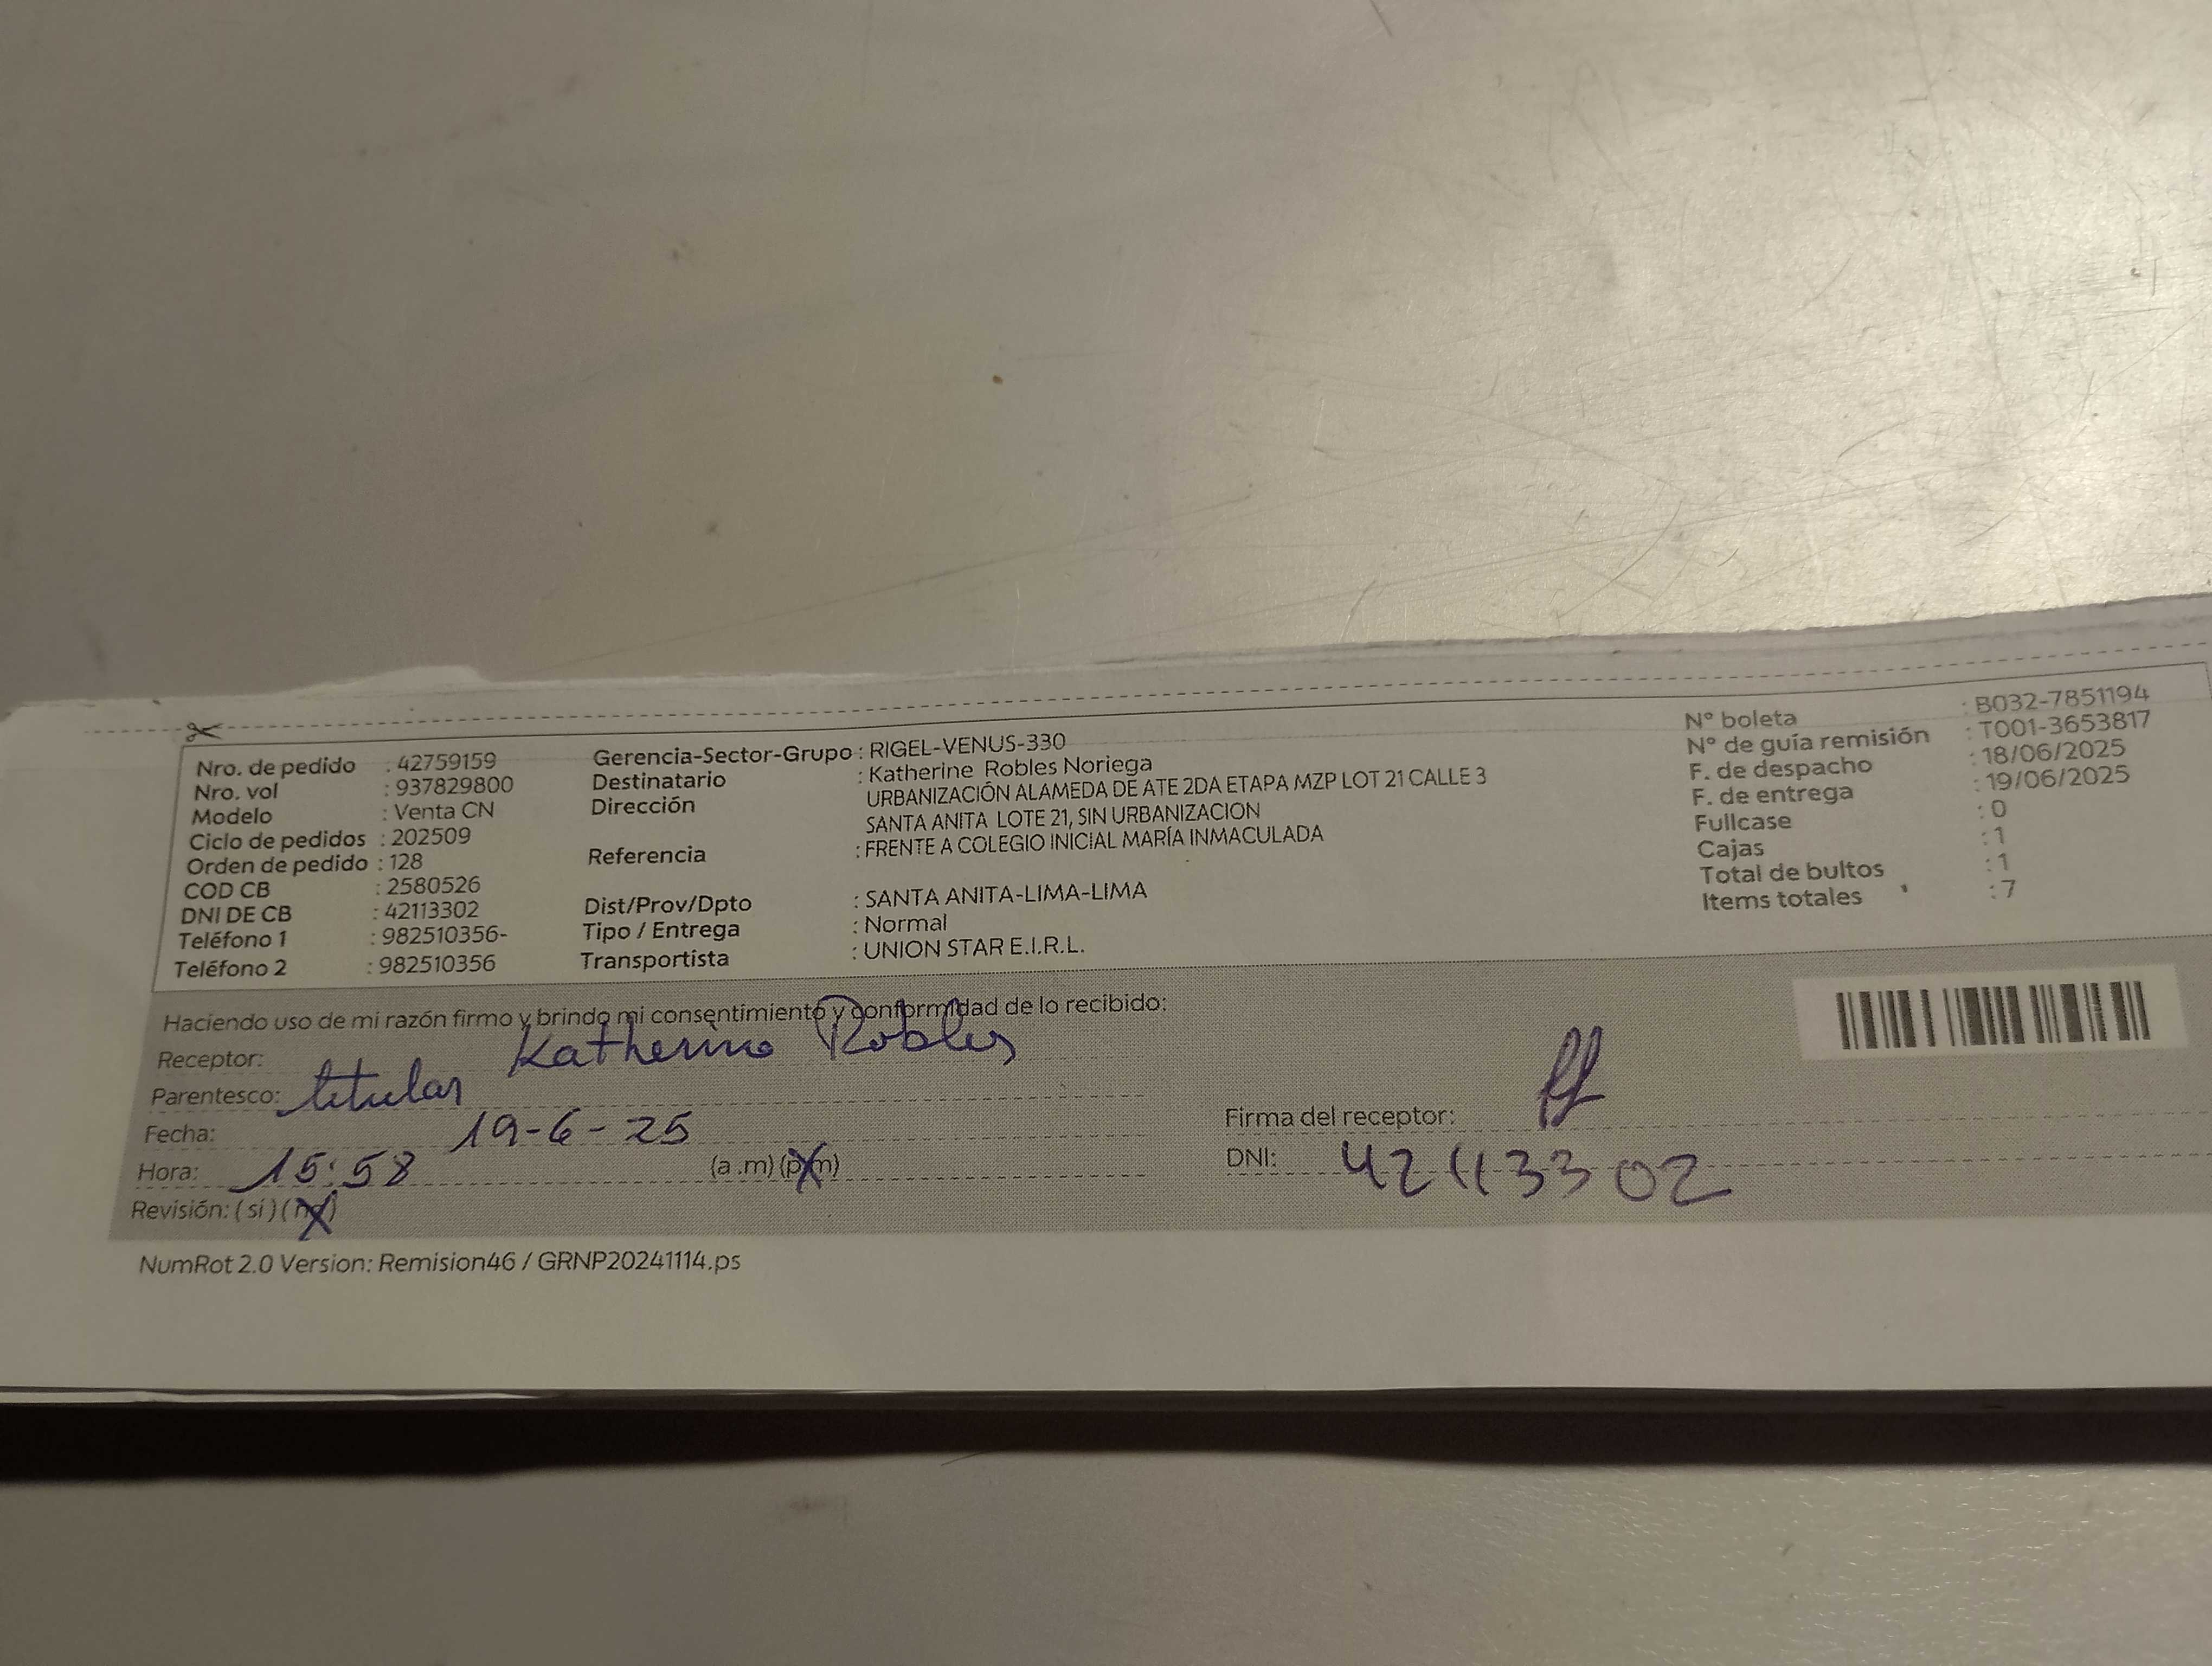 Nro. de pedido : 42759159
Nro. vol : 937829800
Modelo : Venta CN
Ciclo de pedidos : 202509
Orden de pedido : 128
COD CB : 2580526
DNI DE CB : 42113302
Teléfono 1 : 982510356-
Teléfono 2 : 982510356
Gerencia-Sector-Grupo : RIGEL-VENUS-330
Destinatario : Katherine Robles Noriega
Dirección URBANIZACIÓN ALAMEDA DE ATE 2DA ETAPA MZP LOT 21 CALLE 3
SANTA ANITA LOTE 21, SIN URBANIZACION
Referencia : FRENTE A COLEGIO INICIAL MARÍA INMACULADA
Dist/Prov/Dpto : SANTA ANITA-LIMA-LIMA
Tipo / Entrega : Normal
Transportista : UNION STAR E.I.R.L.
N° boleta : B032-7851194
N° de guía remisión : T001-3653817
F. de despacho : 18/06/2025
F. de entrega : 19/06/2025
Fullcase : 0
Cajas : 1
Total de bultos : 1
Items totales : 7
Haciendo uso de mi razón firmo y brindo mi consentimiento y conformidad de lo recibido:
Receptor: Katherine Robles
Parentesco: titular
Fecha: 19-6-25
Hora: 15:58 (a .m) (p.m)
Revisión: ( si ) ( no )
Firma del receptor:
DNI: 42113302
NumRot 2.0 Version: Remision46 / GRNP20241114.ps